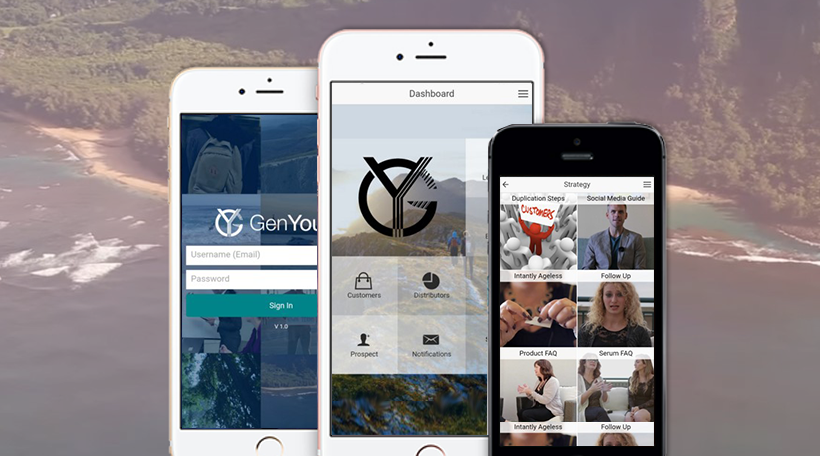 GenYou
Username (Email)
Password
Sign In
V 1.0
Dashboard
Customers
Distributors
Prospect
Notifications
Strategy
Duplication Steps
Social Media Guide
CUSTOMERS
Intantly Ageless
Follow Up
Product FAQ
Serum FAQ
Intantly Ageless
Follow Up